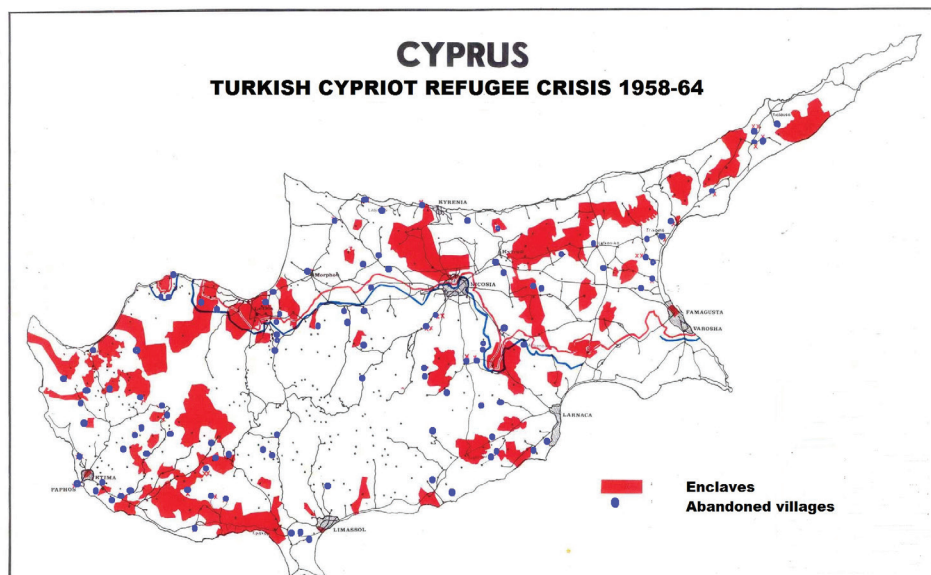 CYPRUS
TURKISH CYPRIOT REFUGEE CRISIS 1958-64
KYRENIA
Morphou
NICOSIA
FAMAGUSTA
VAROSHA
LARNACA
KTIMA
PAPHOS
LIMASSOL
Enclaves
Abandoned villages